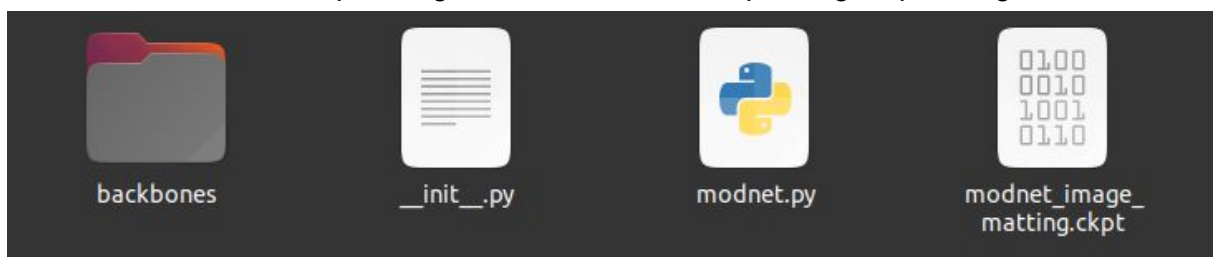 0100
0010
1001
0110
backbones
__init__.py
modnet.py
modnet_image_
matting.ckpt